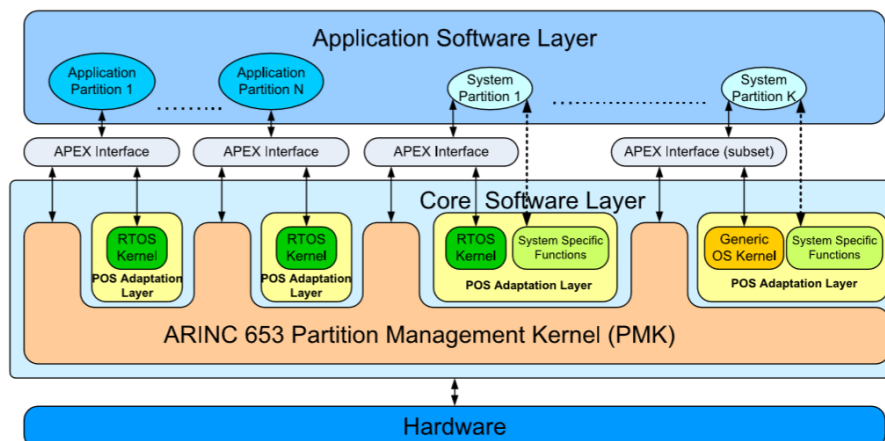 Application Software Layer
Application
Partition 1
Application
Partition N
System
Partition 1
System
Partition K
APEX Interface
APEX Interface
APEX Interface
APEX Interface (subset)
Core Software Layer
RTOS
Kernel
POS Adaptation
Layer
RTOS
Kernel
POS Adaptation
Layer
RTOS
Kernel
System Specific
Functions
POS Adaptation Layer
Generic
OS Kernel
System Specific
Functions
POS Adaptation Layer
ARINC 653 Partition Management Kernel (PMK)
Hardware